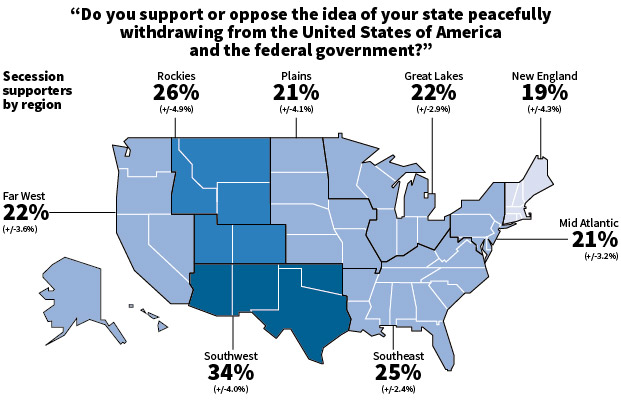 “Do you support or oppose the idea of your state peacefully
withdrawing from the United States of America
and the federal government?”
Secession
supporters
by region
Rockies
26%
(+/-4.9%)
Plains
21%
(+/-4.1%)
Great Lakes
22%
(+/-2.9%)
New England
19%
(+/-4.3%)
Far West
22%
(+/-3.6%)
Mid Atlantic
21%
(+/-3.2%)
Southwest
34%
(+/-4.0%)
Southeast
25%
(+/-2.4%)